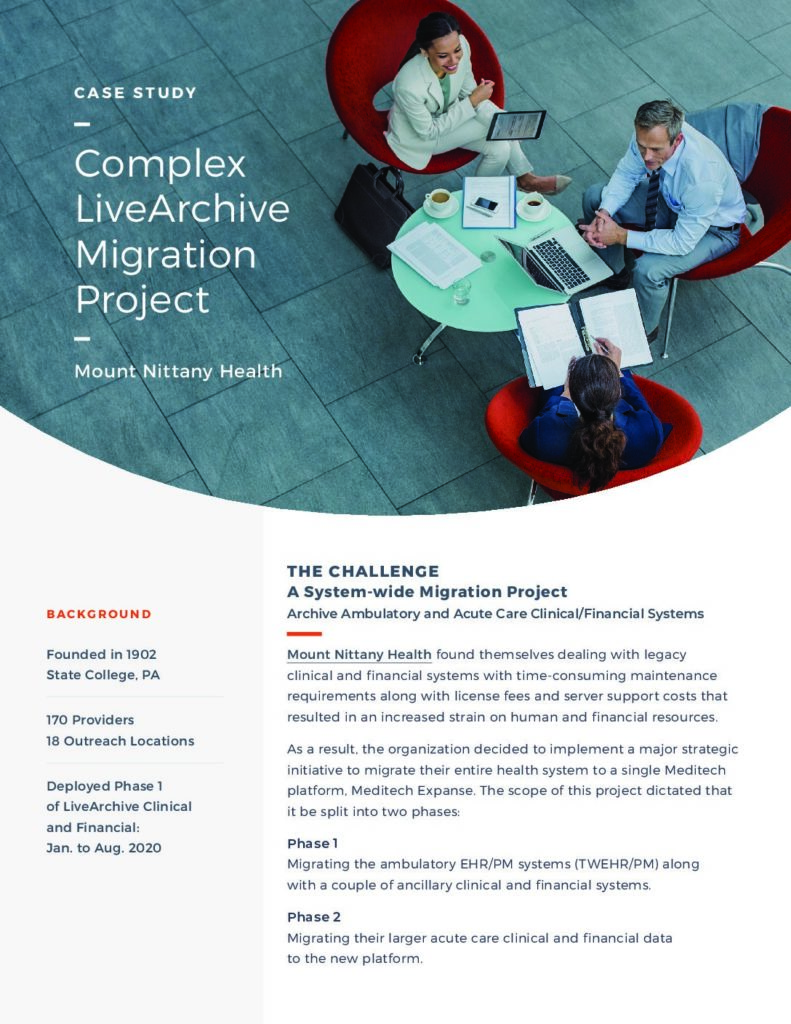 CASE STUDY
Complex
LiveArchive
Migration
Project
Mount Nittany Health
BACKGROUND
Founded in 1902
State College, PA
170 Providers
18 Outreach Locations
Deployed Phase 1
of LiveArchive Clinical
and Financial:
Jan. to Aug. 2020
THE CHALLENGE
A System-wide Migration Project
Archive Ambulatory and Acute Care Clinical/Financial Systems
Mount Nittany Health found themselves dealing with legacy
clinical and financial systems with time-consuming maintenance
requirements along with license fees and server support costs that
resulted in an increased strain on human and financial resources.
As a result, the organization decided to implement a major strategic
initiative to migrate their entire health system to a single Meditech
platform, Meditech Expanse. The scope of this project dictated that
it be split into two phases:
Phase 1
Migrating the ambulatory EHR/PM systems (TWEHR/PM) along
with a couple of ancillary clinical and financial systems.
Phase 2
Migrating their larger acute care clinical and financial data
to the new platform.